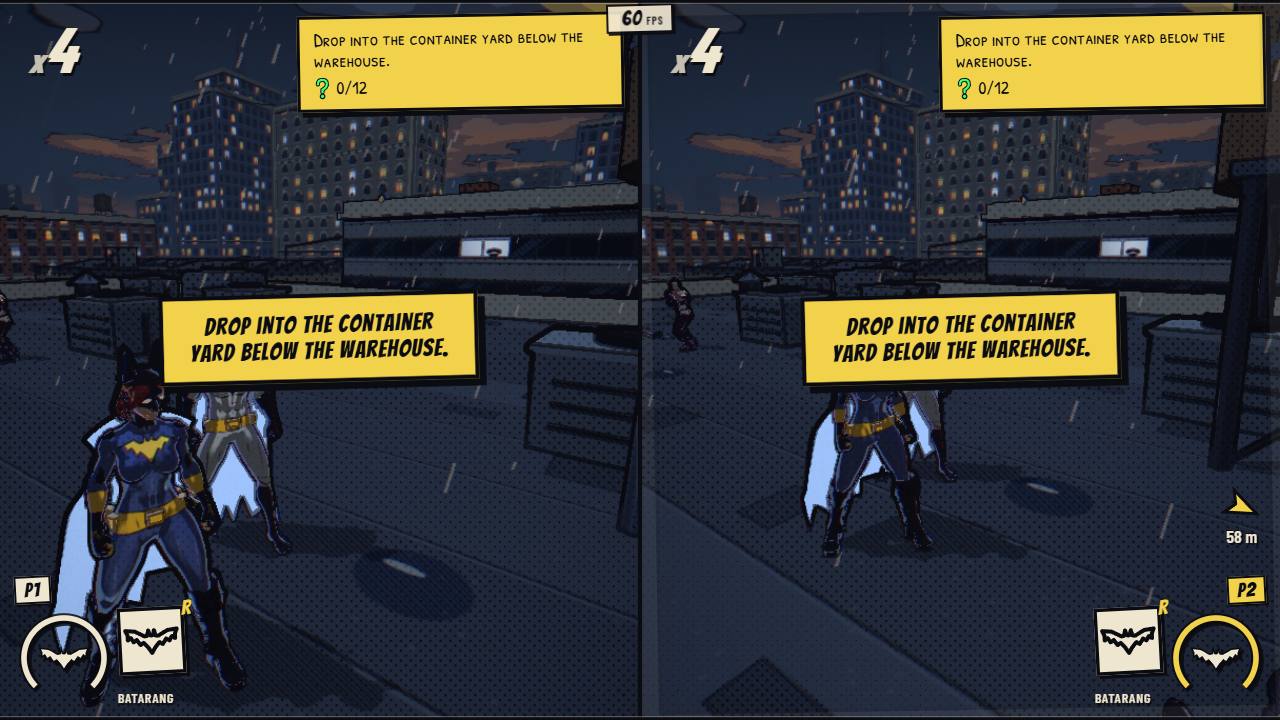 60 FPS
x4
DROP INTO THE CONTAINER YARD BELOW THE
WAREHOUSE.
? 0/12
x4
DROP INTO THE CONTAINER YARD BELOW THE
WAREHOUSE.
? 0/12
DROP INTO THE CONTAINER
YARD BELOW THE WAREHOUSE.
DROP INTO THE CONTAINER
YARD BELOW THE WAREHOUSE.
58 m
P1
R
BATARANG
P2
R
BATARANG